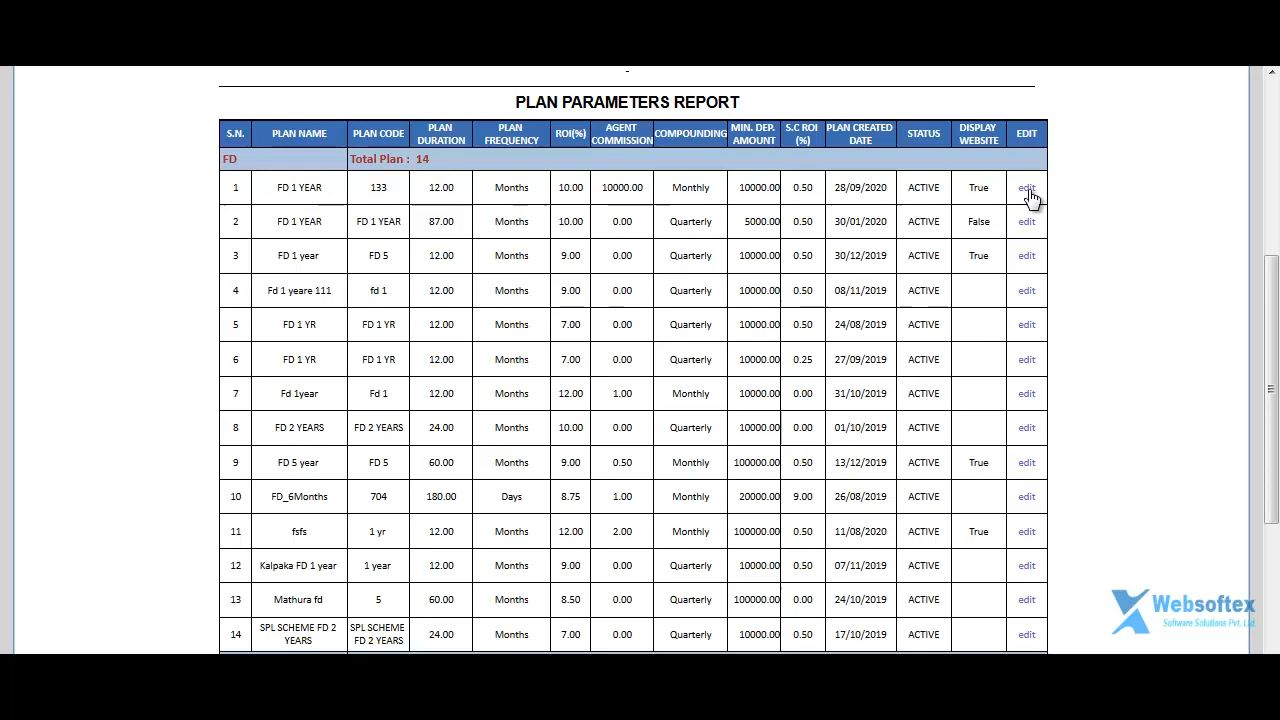 PLAN PARAMETERS REPORT
S.N. PLAN NAME PLAN CODE PLAN DURATION PLAN FREQUENCY ROI(%) AGENT COMMISSION COMPOUNDING MIN. DEP. AMOUNT S.C ROI (%) PLAN CREATED DATE STATUS DISPLAY WEBSITE EDIT
FD Total Plan : 14
1 FD 1 YEAR 133 12.00 Months 10.00 10000.00 Monthly 10000.00 0.50 28/09/2020 ACTIVE True edit
2 FD 1 YEAR FD 1 YEAR 87.00 Months 10.00 0.00 Quarterly 5000.00 0.50 30/01/2020 ACTIVE False edit
3 FD 1 year FD 5 12.00 Months 9.00 0.00 Quarterly 10000.00 0.50 30/12/2019 ACTIVE True edit
4 Fd 1 yeare 111 fd 1 12.00 Months 9.00 0.00 Quarterly 10000.00 0.50 08/11/2019 ACTIVE edit
5 FD 1 YR FD 1 YR 12.00 Months 7.00 0.00 Quarterly 10000.00 0.50 24/08/2019 ACTIVE edit
6 FD 1 YR FD 1 YR 12.00 Months 7.00 0.00 Quarterly 10000.00 0.25 27/09/2019 ACTIVE edit
7 Fd 1year Fd 1 12.00 Months 12.00 1.00 Monthly 10000.00 0.50 31/10/2019 ACTIVE edit
8 FD 2 YEARS FD 2 YEARS 24.00 Months 10.00 0.00 Quarterly 10000.00 0.00 01/10/2019 ACTIVE edit
9 FD 5 year FD 5 60.00 Months 9.00 0.50 Monthly 100000.00 0.50 13/12/2019 ACTIVE True edit
10 FD_6Months 704 180.00 Days 8.75 1.00 Monthly 20000.00 9.00 26/08/2019 ACTIVE edit
11 fsfs 1 yr 12.00 Months 12.00 2.00 Monthly 100000.00 0.50 11/08/2020 ACTIVE True edit
12 Kalpaka FD 1 year 1 year 12.00 Months 9.00 0.00 Quarterly 10000.00 0.50 07/11/2019 ACTIVE edit
13 Mathura fd 5 60.00 Months 8.50 0.00 Quarterly 100000.00 0.00 24/10/2019 ACTIVE edit
14 SPL SCHEME FD 2 YEARS SPL SCHEME FD 2 YEARS 24.00 Months 7.00 0.00 Quarterly 10000.00 0.50 17/10/2019 ACTIVE edit
Websoftex
Software Solutions Pvt. Ltd.